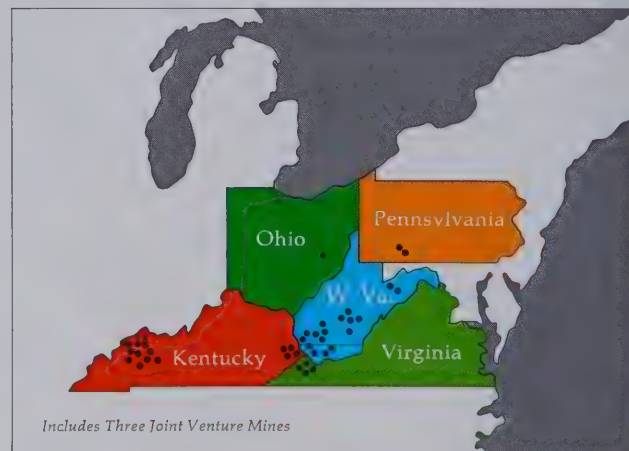 Ohio
Pennsylvania
W. Va.
Kentucky
Virginia
Includes Three Joint Venture Mines